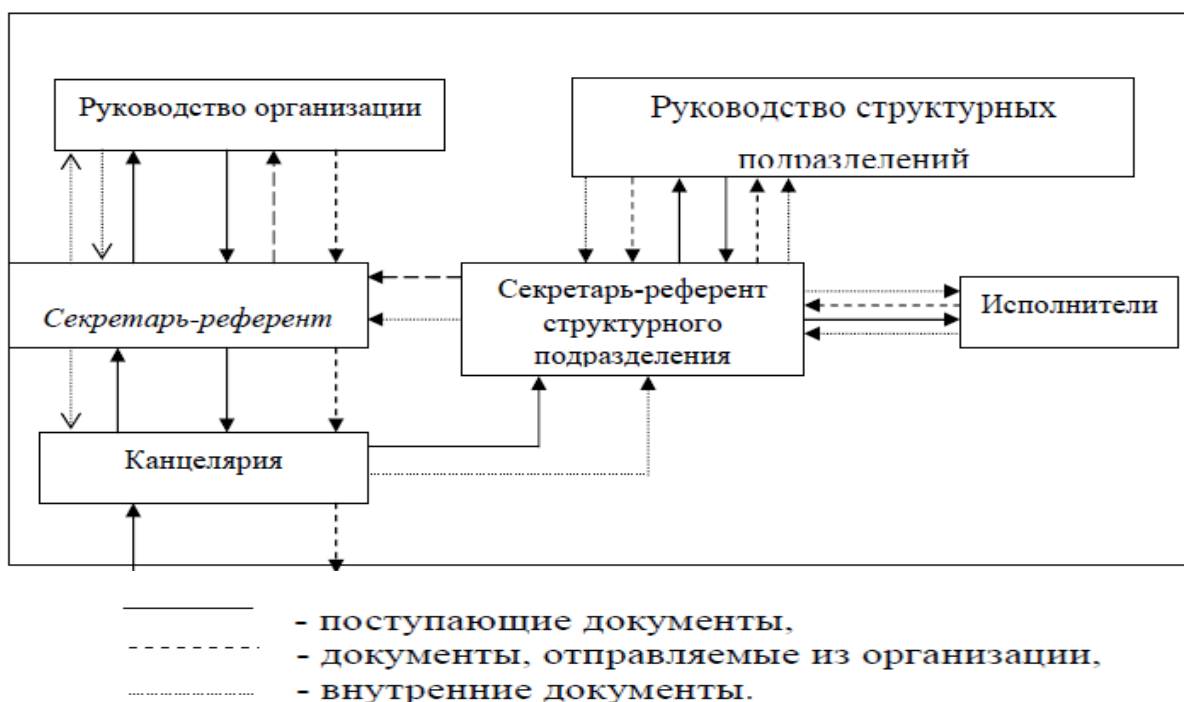 Руководство организации
Руководство структурных
подразделений
Секретарь-референт
Секретарь-референт
структурного
подразделения
Исполнители
Канцелярия
- поступающие документы,
- документы, отправляемые из организации,
- внутренние документы.